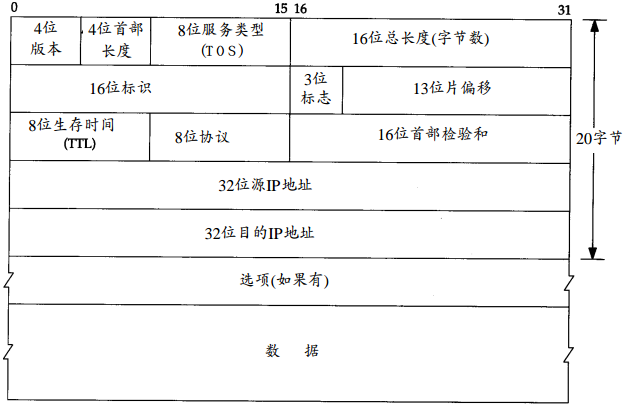 0 15 16 31
4位
版本
4位首部
长度
8位服务类型
(TOS)
16位总长度(字节数)
16位标识
3位
标志
13位片偏移
8位生存时间
(TTL)
8位协议
16位首部检验和
20字节
32位源IP地址
32位目的IP地址
选项(如果有)
数 据